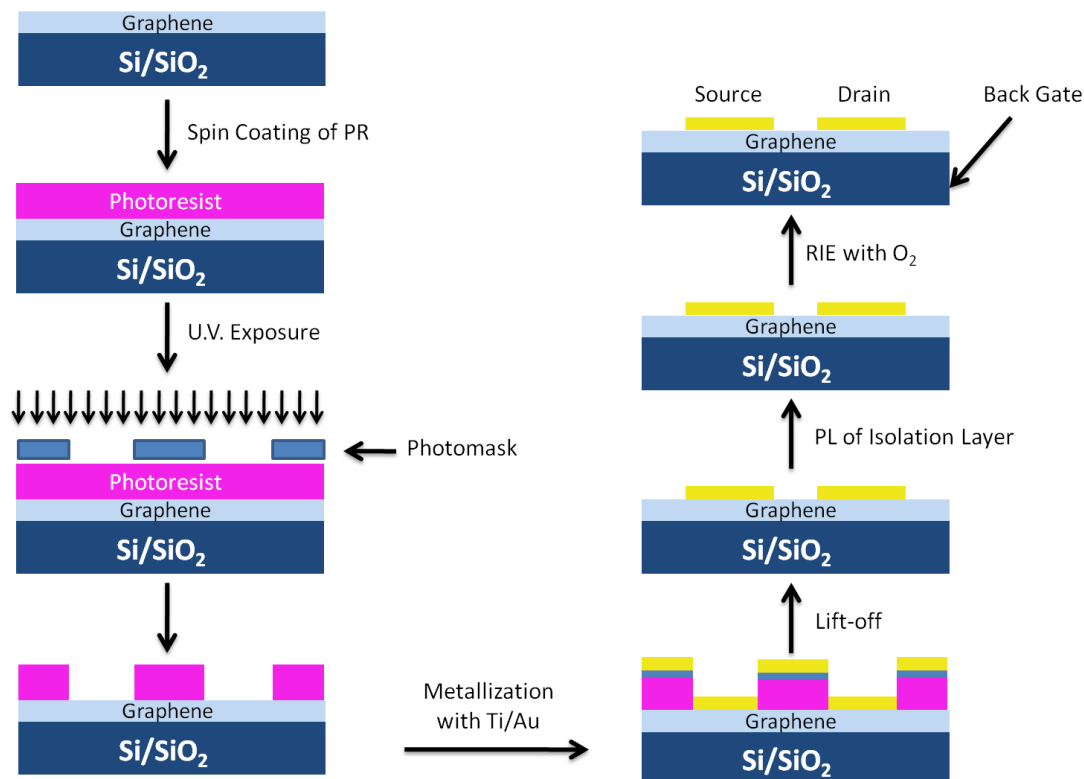 Graphene
Si/SiO₂
Spin Coating of PR
Photoresist
Graphene
Si/SiO₂
U.V. Exposure
Photomask
Photoresist
Graphene
Si/SiO₂
Graphene
Si/SiO₂
Metallization
with Ti/Au
Graphene
Si/SiO₂
Lift-off
Graphene
Si/SiO₂
PL of Isolation Layer
Graphene
Si/SiO₂
RIE with O₂
Source
Drain
Back Gate
Graphene
Si/SiO₂